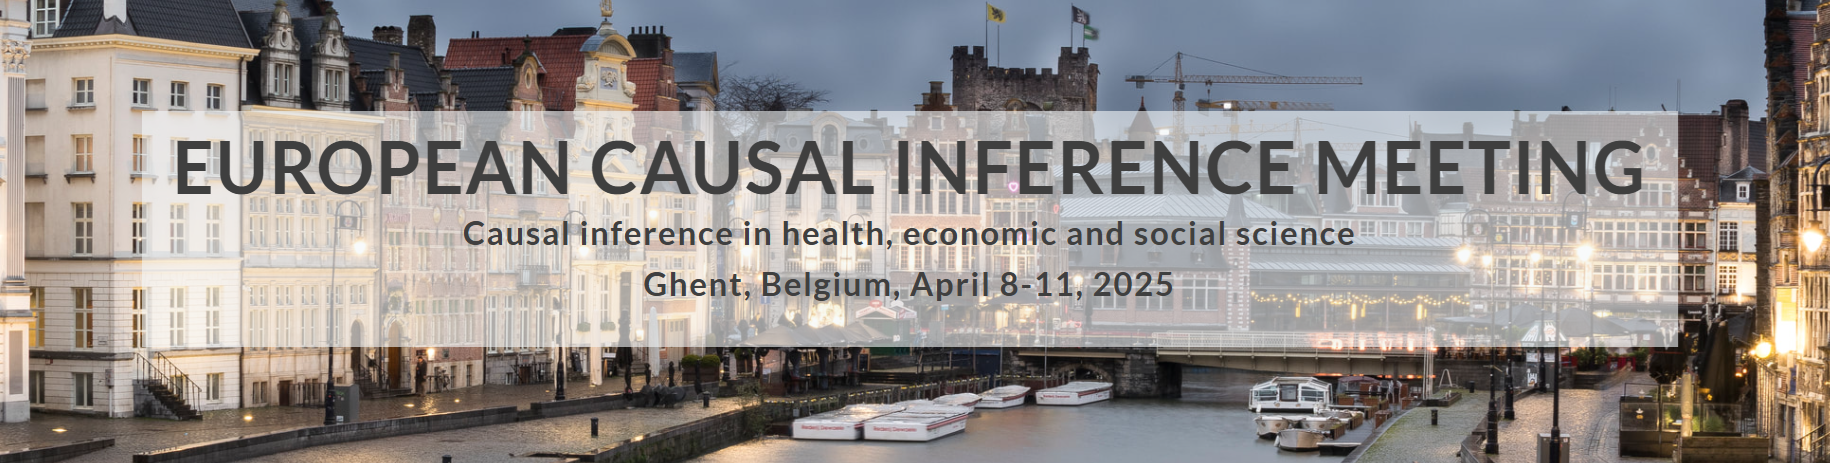 EUROPEAN CAUSAL INFERENCE MEETING
Causal inference in health, economic and social science
Ghent, Belgium, April 8-11, 2025